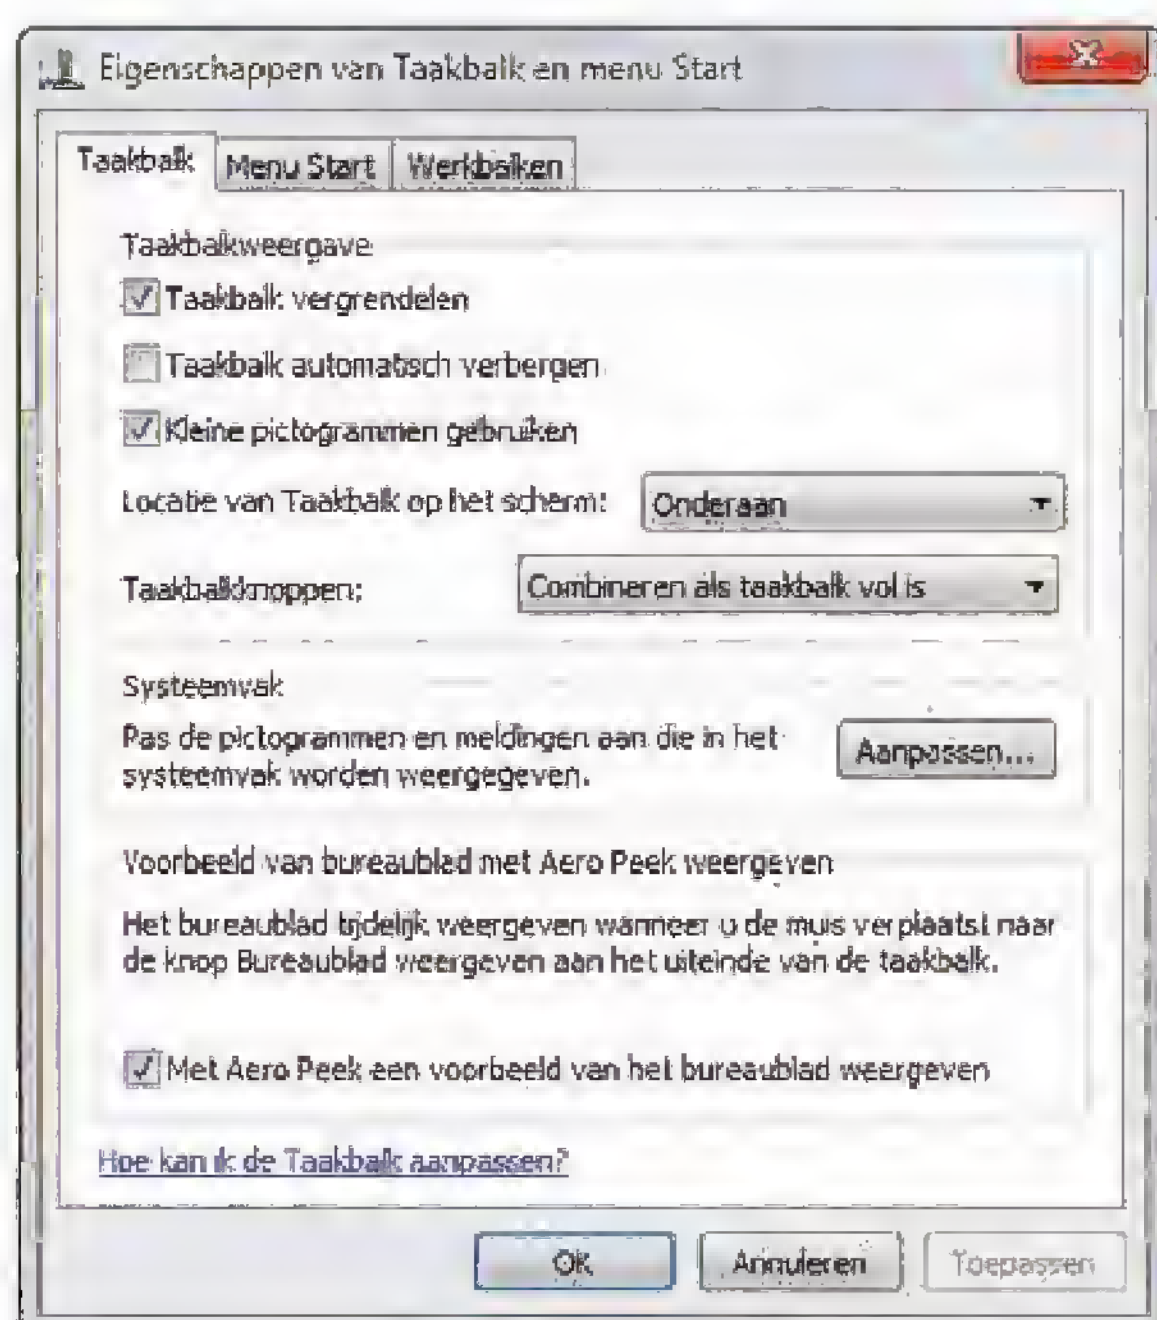 Eigenschappen van Taakbalk en menu Start
Taakbalk
Menu Start
Werkbalken
Taakbalkweergave
Taakbalk vergrendelen
Taakbalk automatisch verbergen
Kleine pictogrammen gebruiken
Locatie van Taakbalk op het scherm:
Onderaan
Taakbalkknoppen:
Combineren als taakbalk vol is
Systeemvak
Pas de pictogrammen en meldingen aan die in het
systeemvak worden weergegeven.
Aanpassen...
Voorbeeld van bureaublad met Aero Peek weergeven
Het bureaublad tijdelijk weergeven wanneer u de muis verplaatst naar
de knop Bureaublad weergeven aan het uiteinde van de taakbalk.
Met Aero Peek een voorbeeld van het bureaublad weergeven
Hoe kan ik de Taakbalk aanpassen?
OK
Annuleren
Toepassen